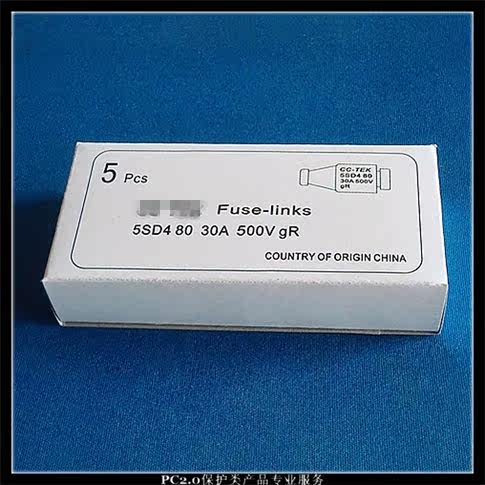 5 Pcs
CC-TEK
5SD4 80
30A 500V
gR
Fuse-links
5SD4 80 30A 500V gR
COUNTRY OF ORIGIN CHINA
PC2.0保护类产品专业服务